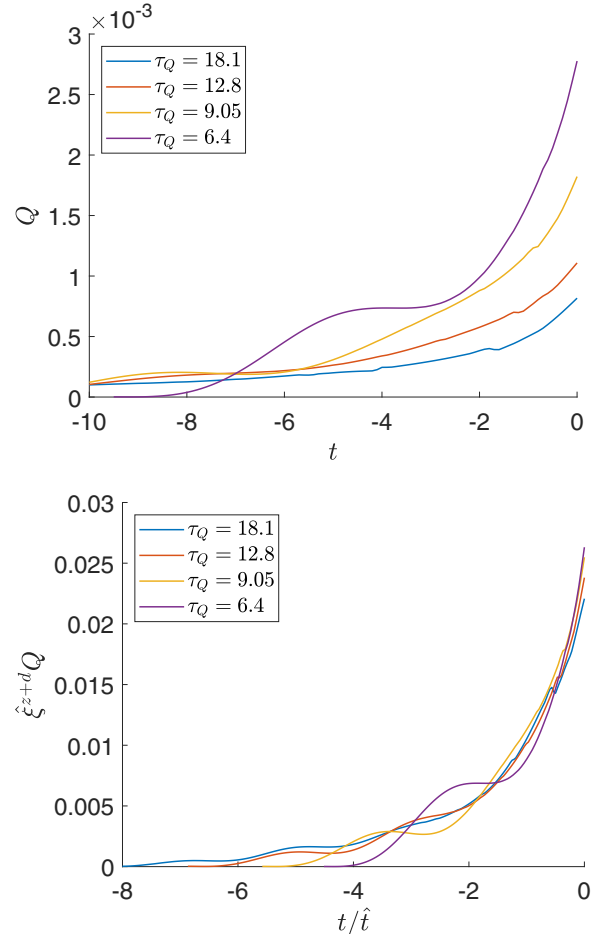 ×10⁻³
3
2.5
2
1.5
1
0.5
0
Q
τ_Q = 18.1
τ_Q = 12.8
τ_Q = 9.05
τ_Q = 6.4
-10 -8 -6 -4 -2 0
t
0.03
0.025
0.02
0.015
0.01
0.005
0
ξ̂^{z+d}Q
τ_Q = 18.1
τ_Q = 12.8
τ_Q = 9.05
τ_Q = 6.4
-8 -6 -4 -2 0
t/t̂